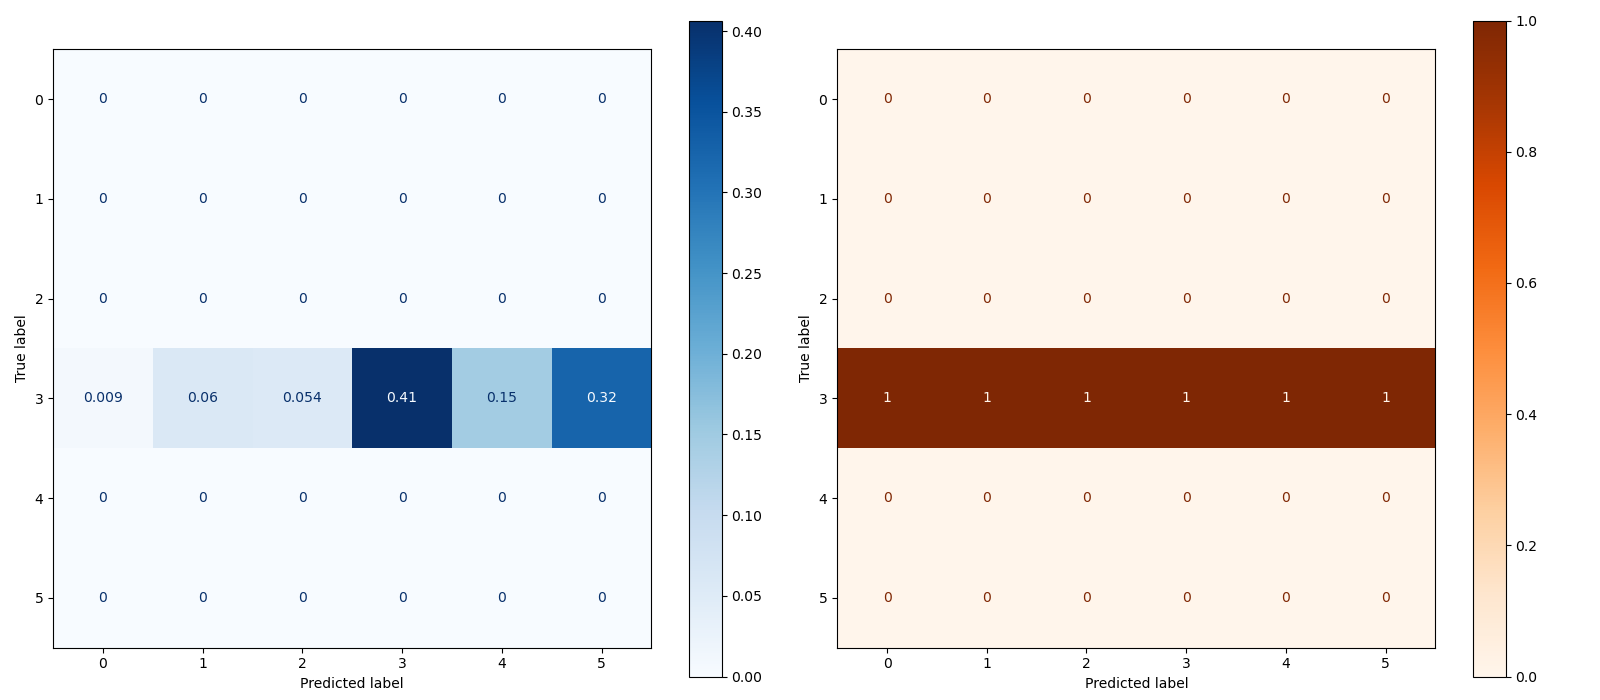 0 0 0 0 0 0 0
1 0 0 0 0 0 0
2 0 0 0 0 0 0
3 0.009 0.06 0.054 0.41 0.15 0.32
4 0 0 0 0 0 0
5 0 0 0 0 0 0
0 1 2 3 4 5
True label
Predicted label
0.40
0.35
0.30
0.25
0.20
0.15
0.10
0.05
0.00
0 0 0 0 0 0 0
1 0 0 0 0 0 0
2 0 0 0 0 0 0
3 1 1 1 1 1 1
4 0 0 0 0 0 0
5 0 0 0 0 0 0
0 1 2 3 4 5
True label
Predicted label
1.0
0.8
0.6
0.4
0.2
0.0